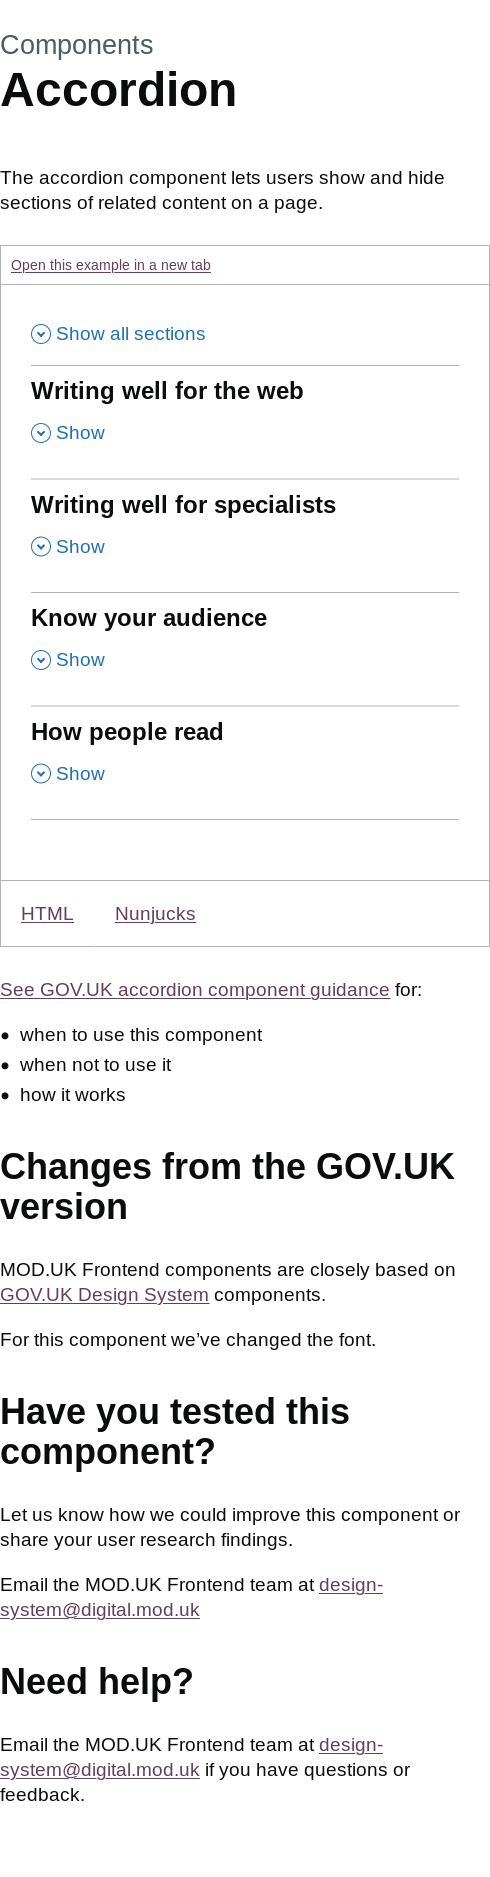 Components
Accordion
The accordion component lets users show and hide
sections of related content on a page.
Open this example in a new tab
Show all sections
Writing well for the web
Show
Writing well for specialists
Show
Know your audience
Show
How people read
Show
HTML Nunjucks
See GOV.UK accordion component guidance for:
• when to use this component
• when not to use it
• how it works
Changes from the GOV.UK
version
MOD.UK Frontend components are closely based on
GOV.UK Design System components.
For this component we’ve changed the font.
Have you tested this
component?
Let us know how we could improve this component or
share your user research findings.
Email the MOD.UK Frontend team at design-
system@digital.mod.uk
Need help?
Email the MOD.UK Frontend team at design-
system@digital.mod.uk if you have questions or
feedback.